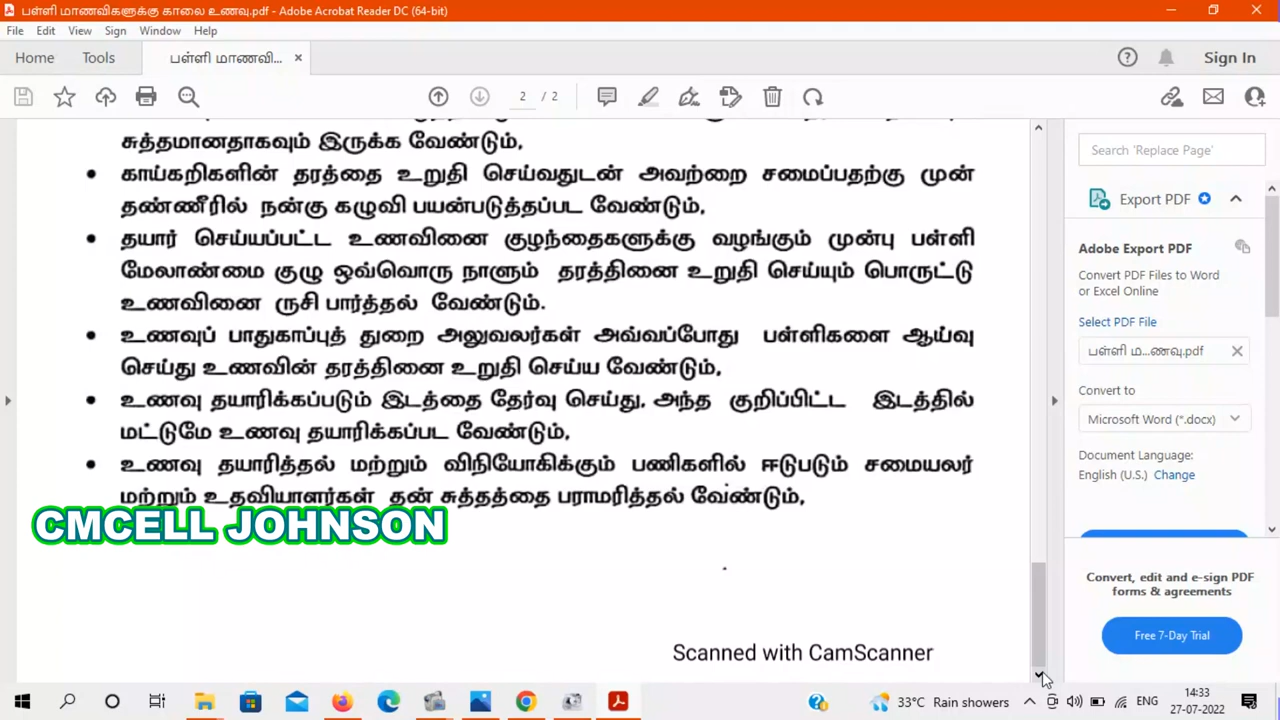 பள்ளி மாணவிகளுக்கு காலை உணவு.pdf - Adobe Acrobat Reader DC (64-bit)
File Edit View Sign Window Help
Home Tools பள்ளி மாணவி... Sign In
2 / 2
சுத்தமானதாகவும் இருக்க வேண்டும்,
• காய்கறிகளின் தரத்தை உறுதி செய்வதுடன் அவற்றை சமைப்பதற்கு முன்
தண்ணீரில் நன்கு கழுவி பயன்படுத்தப்பட வேண்டும்,
• தயார் செய்யப்பட்ட உணவினை குழந்தைகளுக்கு வழங்கும் முன்பு பள்ளி
மேலாண்மை குழு ஒவ்வொரு நாளும் தரத்தினை உறுதி செய்யும் பொருட்டு
உணவினை ருசி பார்த்தல் வேண்டும்.
• உணவுப் பாதுகாப்புத் துறை அலுவலர்கள் அவ்வப்போது பள்ளிகளை ஆய்வு
செய்து உணவின் தரத்தினை உறுதி செய்ய வேண்டும்,
• உணவு தயாரிக்கப்படும் இடத்தை தேர்வு செய்து, அந்த குறிப்பிட்ட இடத்தில்
மட்டுமே உணவு தயாரிக்கப்பட வேண்டும்,
• உணவு தயாரித்தல் மற்றும் விநியோகிக்கும் பணிகளில் ஈடுபடும் சமையலர்
மற்றும் உதவியாளர்கள் தன் சுத்தத்தை பராமரித்தல் வேண்டும்,
CMCELL JOHNSON
Scanned with CamScanner
Search 'Replace Page'
Export PDF
Adobe Export PDF
Convert PDF Files to Word
or Excel Online
Select PDF File
பள்ளி ம...ணவு.pdf
Convert to
Microsoft Word (*.docx)
Document Language:
English (U.S.) Change
Convert, edit and e-sign PDF
forms & agreements
Free 7-Day Trial
33°C Rain showers ENG 14:33
27-07-2022